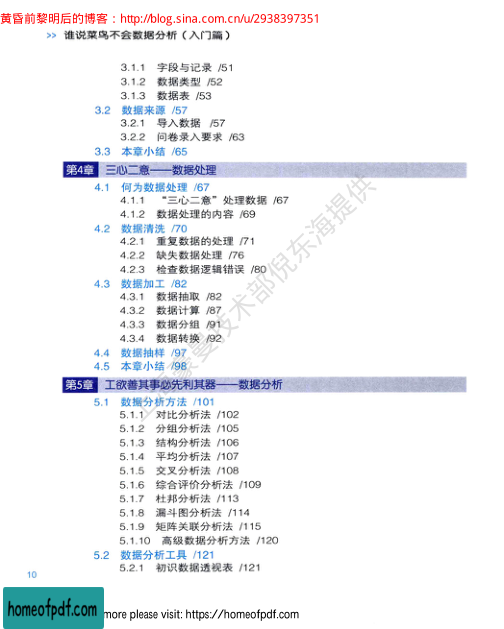 黄昏前黎明后的博客：http://blog.sina.com.cn/u/2938397351
>> 谁说菜鸟不会数据分析（入门篇）
3.1.1 字段与记录 /51
3.1.2 数据类型 /52
3.1.3 数据表 /53
3.2 数据来源 /57
3.2.1 导入数据 /57
3.2.2 问卷录入要求 /63
3.3 本章小结 /65
第4章 三心二意——数据处理
4.1 何为数据处理 /67
4.1.1 “三心二意”处理数据 /67
4.1.2 数据处理的内容 /69
4.2 数据清洗 /70
4.2.1 重复数据的处理 /71
4.2.2 缺失数据处理 /76
4.2.3 检查数据逻辑错误 /80
4.3 数据加工 /82
4.3.1 数据抽取 /82
4.3.2 数据计算 /87
4.3.3 数据分组 /91
4.3.4 数据转换 /92
4.4 数据抽样 /97
4.5 本章小结 /98
第5章 工欲善其事必先利其器——数据分析
5.1 数据分析方法 /101
5.1.1 对比分析法 /102
5.1.2 分组分析法 /105
5.1.3 结构分析法 /106
5.1.4 平均分析法 /107
5.1.5 交叉分析法 /108
5.1.6 综合评价分析法 /109
5.1.7 杜邦分析法 /113
5.1.8 漏斗图分析法 /114
5.1.9 矩阵关联分析法 /115
5.1.10 高级数据分析方法 /120
5.2 数据分析工具 /121
5.2.1 初识数据透视表 /121
10
homeofpdf.com
more please visit: https://homeofpdf.com
技术部倪东海提供